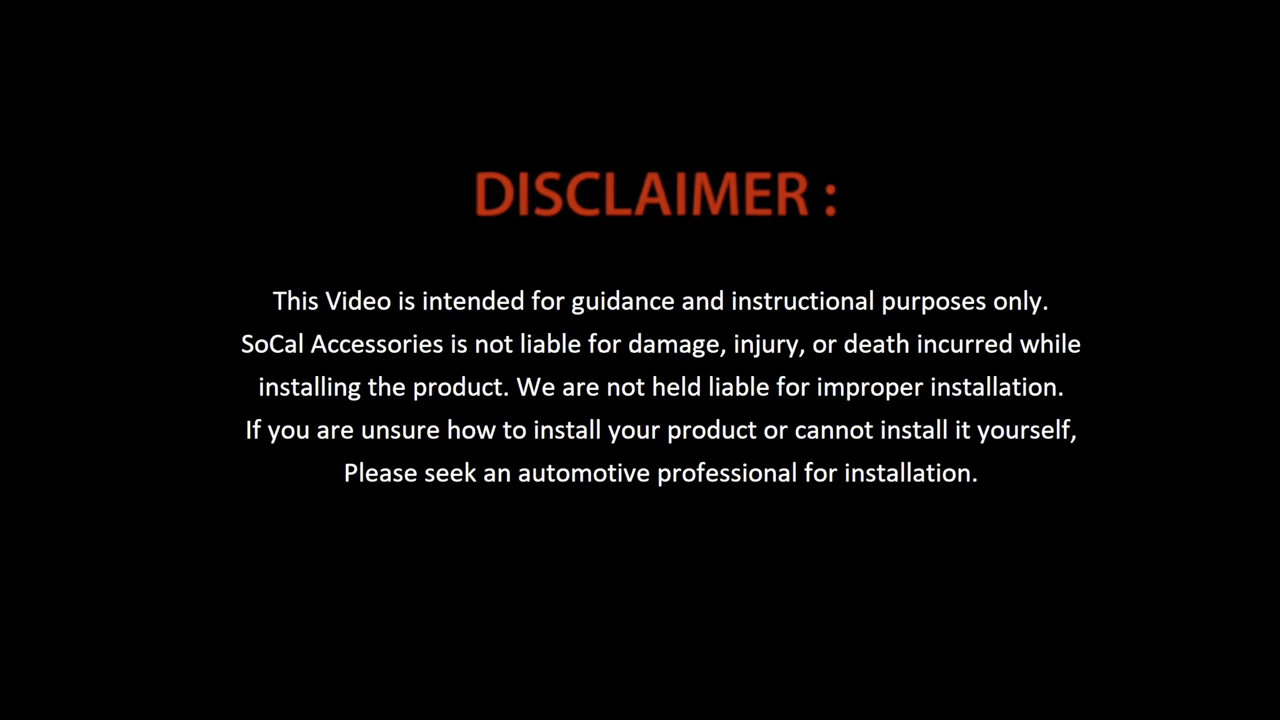 DISCLAIMER :
This Video is intended for guidance and instructional purposes only.
SoCal Accessories is not liable for damage, injury, or death incurred while
installing the product. We are not held liable for improper installation.
If you are unsure how to install your product or cannot install it yourself,
Please seek an automotive professional for installation.